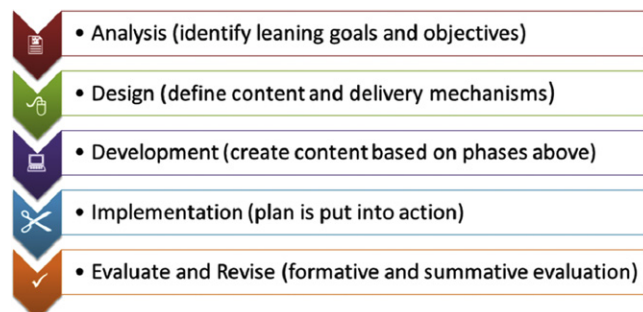 • Analysis (identify leaning goals and objectives)
• Design (define content and delivery mechanisms)
• Development (create content based on phases above)
• Implementation (plan is put into action)
• Evaluate and Revise (formative and summative evaluation)